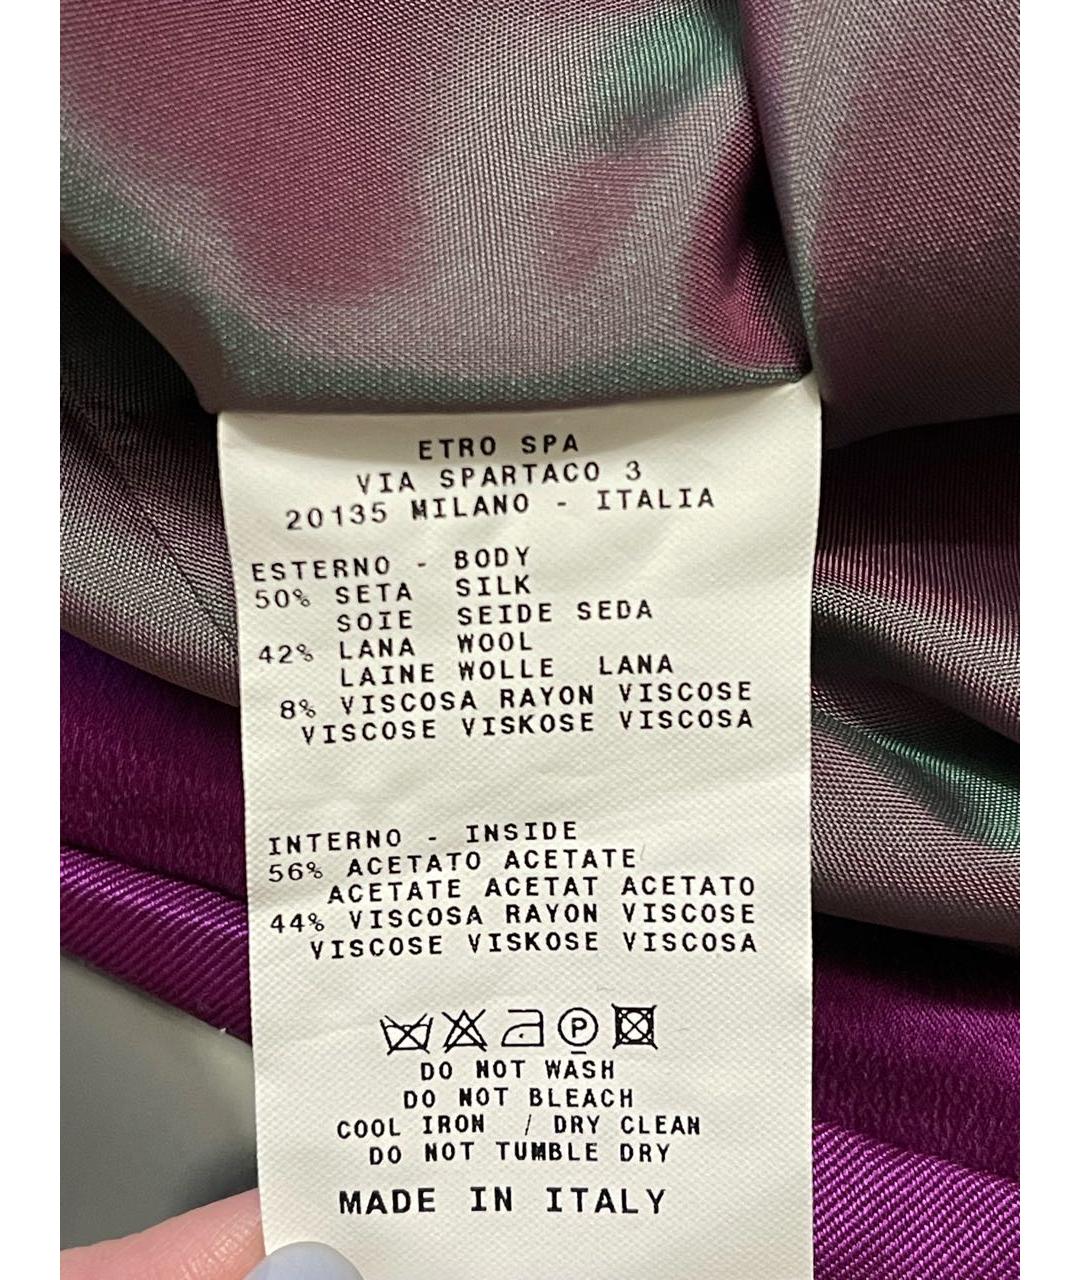 ETRO SPA
VIA SPARTACO 3
20135 MILANO - ITALIA
ESTERNO - BODY
50% SETA SILK
SOIE SEIDE SEDA
42% LANA WOOL
LAINE WOLLE LANA
8% VISCOSA RAYON VISCOSE
VISCOSE VISKOSE VISCOSA
INTERNO - INSIDE
56% ACETATO ACETATE
ACETATE ACETAT ACETATO
44% VISCOSA RAYON VISCOSE
VISCOSE VISKOSE VISCOSA
P
DO NOT WASH
DO NOT BLEACH
COOL IRON / DRY CLEAN
DO NOT TUMBLE DRY
MADE IN ITALY